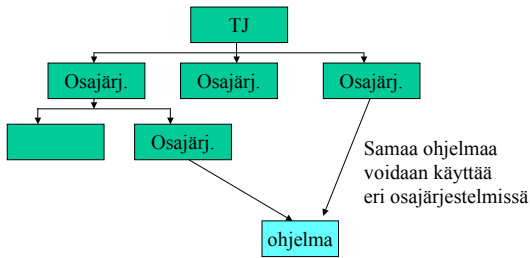 TJ
Osajärj.
Osajärj.
Osajärj.
Osajärj.
Samaa ohjelmaa
voidaan käyttää
eri osajärjestelmissä
ohjelma